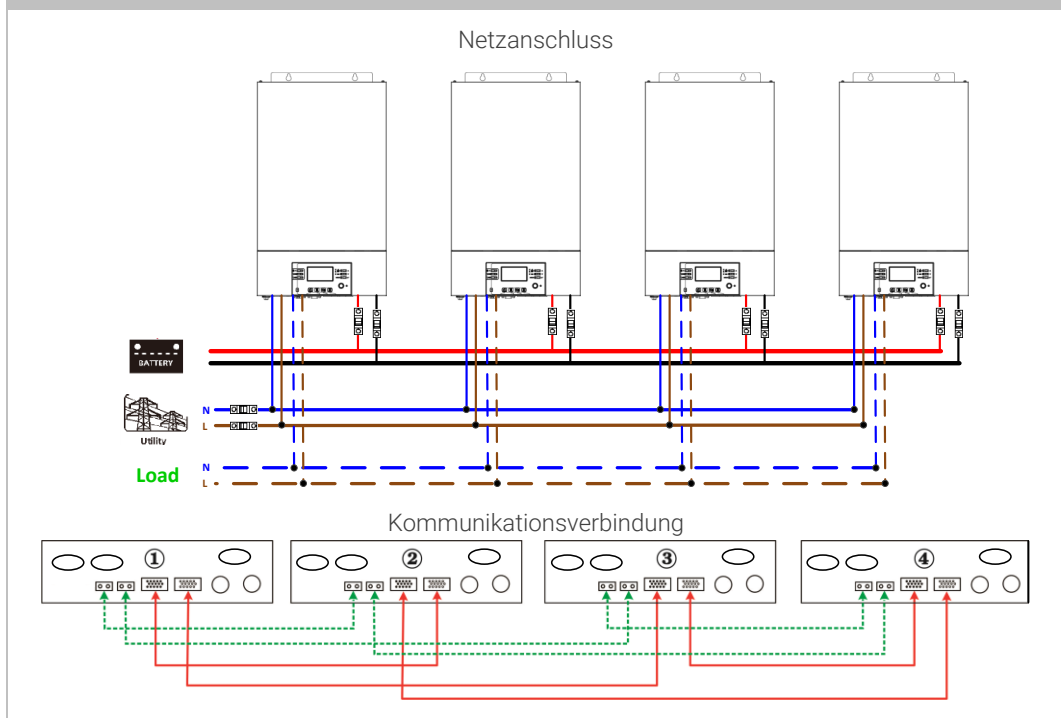 Netzanschluss
BATTERY
N
L
Utility
Load
N
L
Kommunikationsverbindung
① ② ③ ④